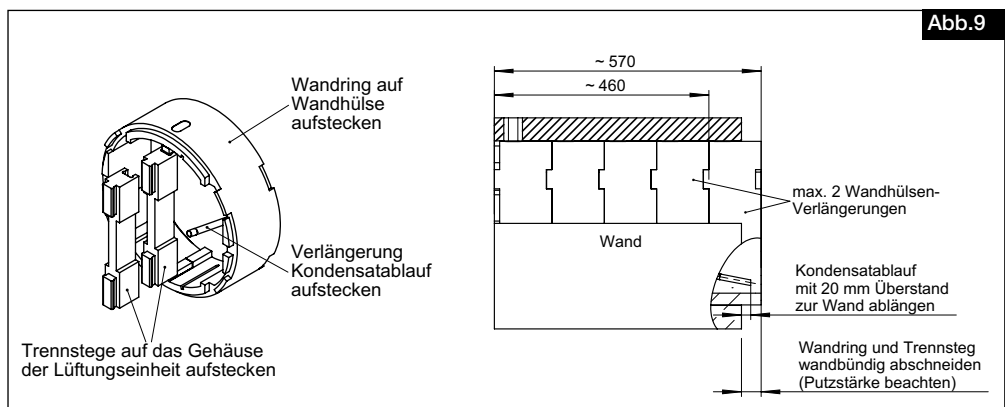 Abb.9
Wandring auf
Wandhülse
aufstecken
Verlängerung
Kondensatablauf
aufstecken
Trennstege auf das Gehäuse
der Lüftungseinheit aufstecken
~ 570
~ 460
max. 2 Wandhülsen-
Verlängerungen
Wand
Kondensatablauf
mit 20 mm Überstand
zur Wand ablängen
Wandring und Trennsteg
wandbündig abschneiden
(Putzstärke beachten)